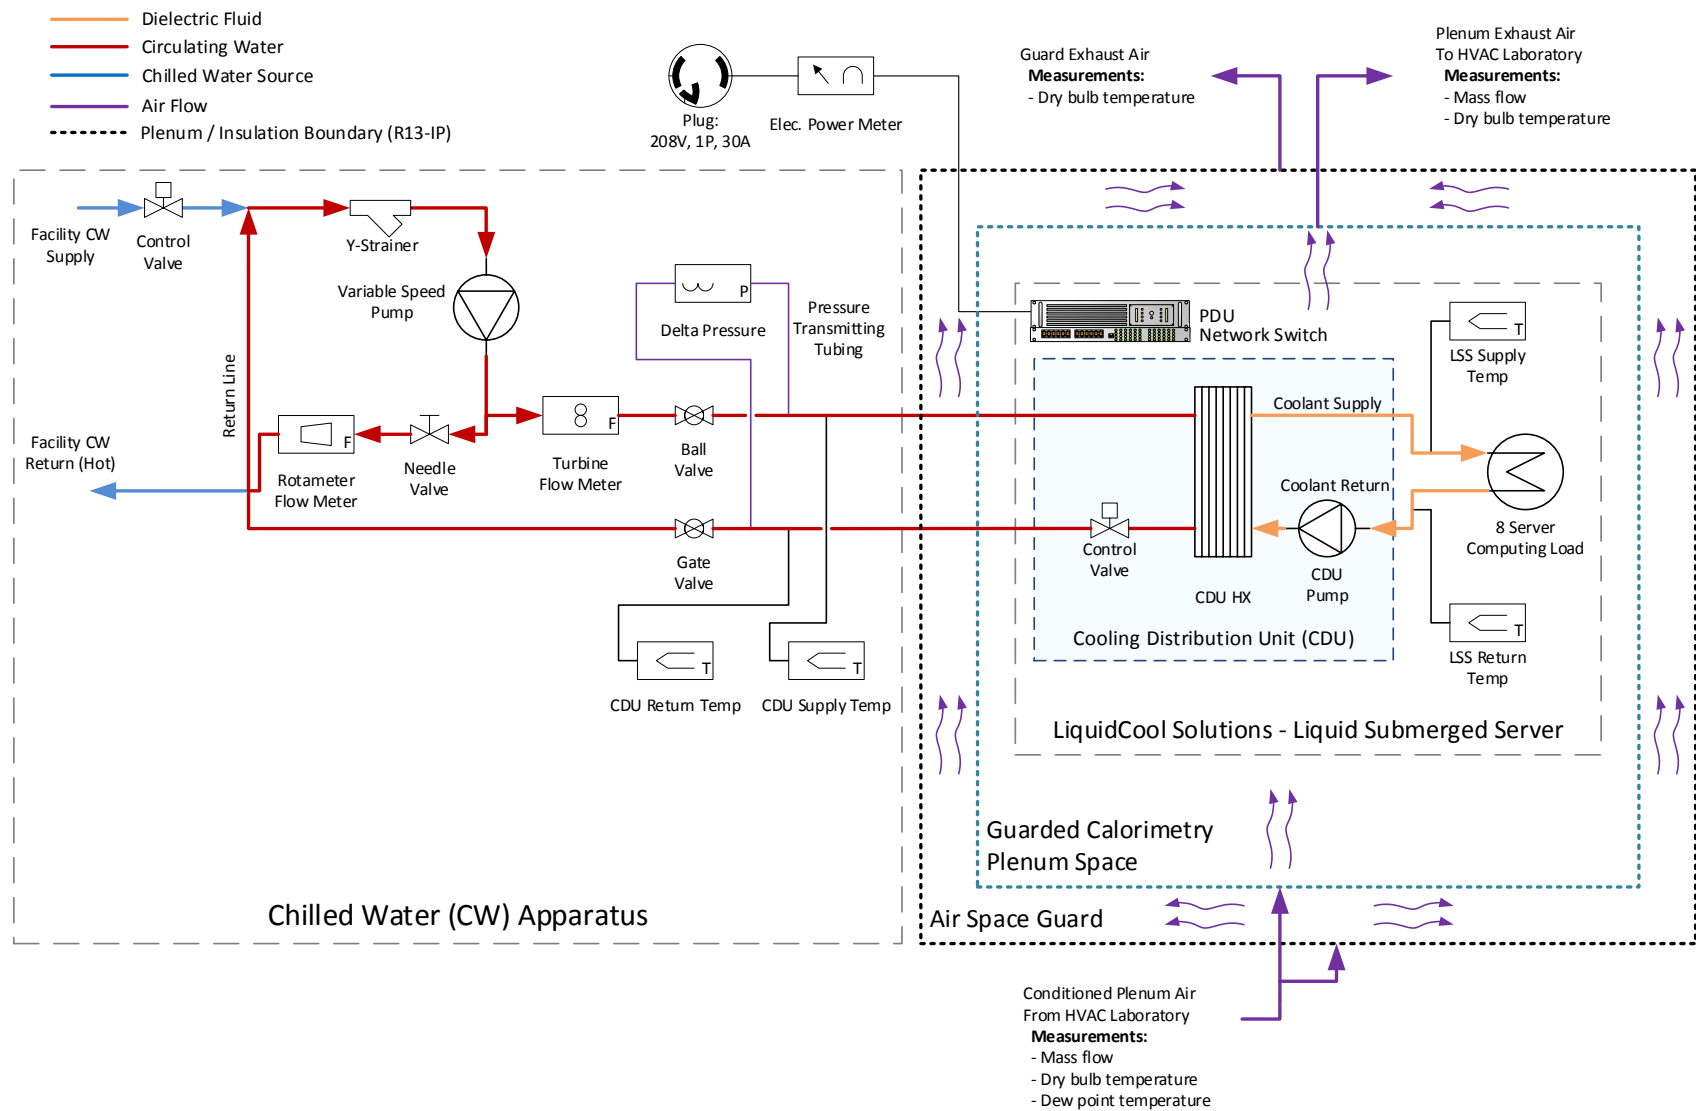 Dielectric Fluid
Circulating Water
Chilled Water Source
Air Flow
Plenum / Insulation Boundary (R13-IP)
Plug:
208V, 1P, 30A
Elec. Power Meter
Guard Exhaust Air
Measurements:
- Dry bulb temperature
Plenum Exhaust Air
To HVAC Laboratory
Measurements:
- Mass flow
- Dry bulb temperature
Facility CW
Supply
Control
Valve
Y-Strainer
Variable Speed
Pump
P
Delta Pressure
Pressure
Transmitting
Tubing
Return Line
Facility CW
Return (Hot)
F
Rotameter
Flow Meter
Needle
Valve
F
Turbine
Flow Meter
Ball
Valve
Gate
Valve
T
CDU Return Temp
T
CDU Supply Temp
Chilled Water (CW) Apparatus
PDU
Network Switch
T
LSS Supply
Temp
Coolant Supply
Coolant Return
8 Server
Computing Load
Control
Valve
CDU HX
CDU
Pump
Cooling Distribution Unit (CDU)
T
LSS Return
Temp
LiquidCool Solutions - Liquid Submerged Server
Guarded Calorimetry
Plenum Space
Air Space Guard
Conditioned Plenum Air
From HVAC Laboratory
Measurements:
- Mass flow
- Dry bulb temperature
- Dew point temperature